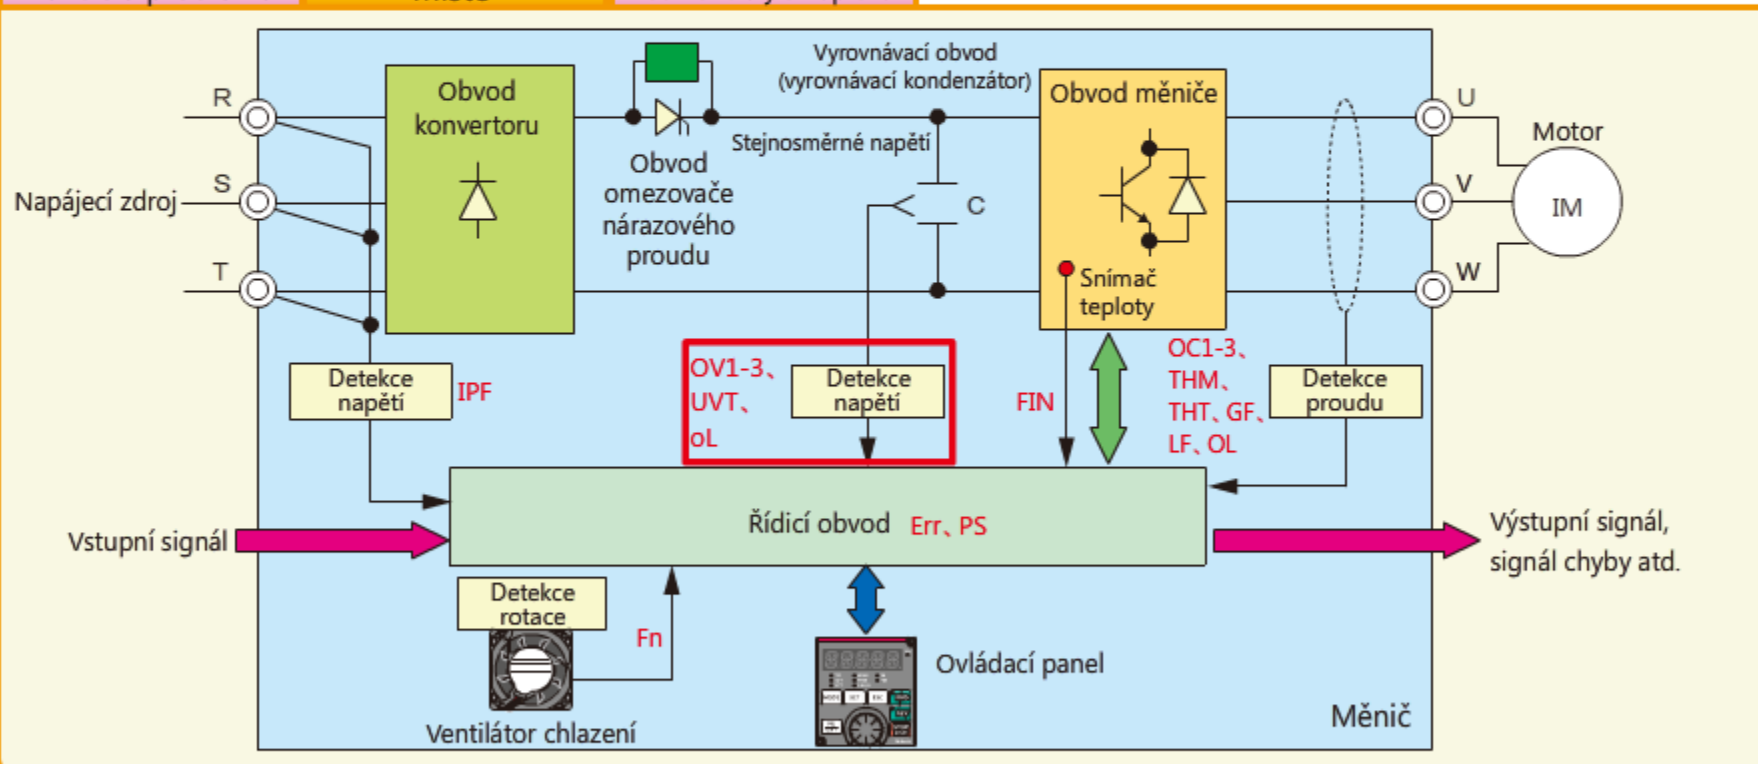 Vyrovnávací obvod
(vyrovnávací kondenzátor)
Obvod
konvertoru
Obvod měniče
R
U
Motor
Stejnosměrné napětí
Obvod
omezovače
nárazového
proudu
S
V
Napájecí zdroj
C
IM
T
W
Snímač
teploty
Detekce
napětí
IPF
OV1-3、
UVT、
oL
Detekce
napětí
FIN
OC1-3、
THM、
THT、GF、
LF、OL
Detekce
proudu
Řídicí obvod
Err、PS
Vstupní signál
Výstupní signál,
signál chyby atd.
Detekce
rotace
Fn
Ovládací panel
Ventilátor chlazení
Měnič